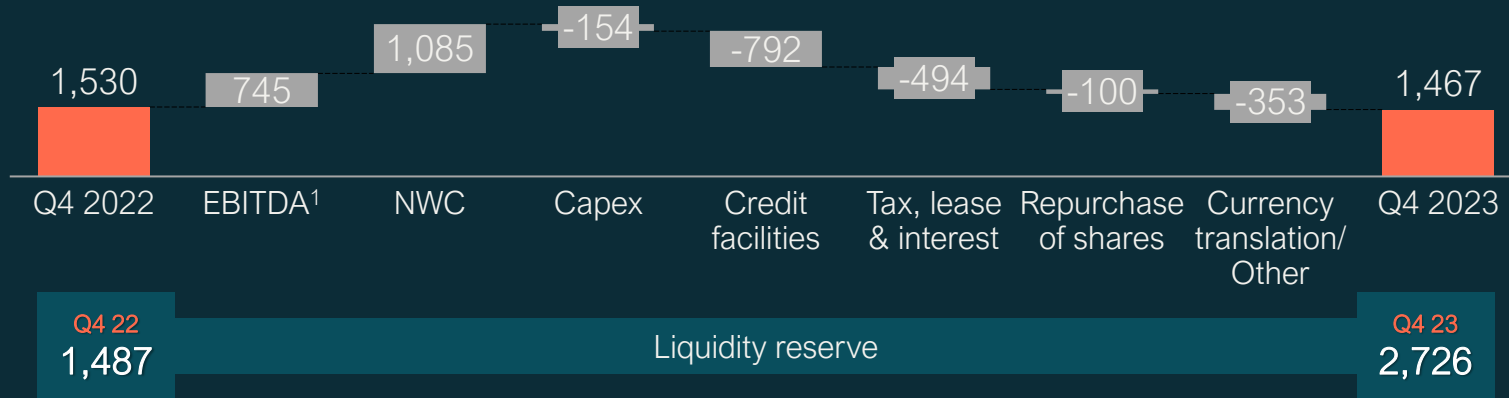 1,530
745
1,085
-154
-792
-494
-100
-353
1,467
Q4 2022
EBITDA¹
NWC
Capex
Credit
facilities
Tax, lease
& interest
Repurchase
of shares
Currency
translation/
Other
Q4 2023
Q4 22
1,487
Liquidity reserve
Q4 23
2,726